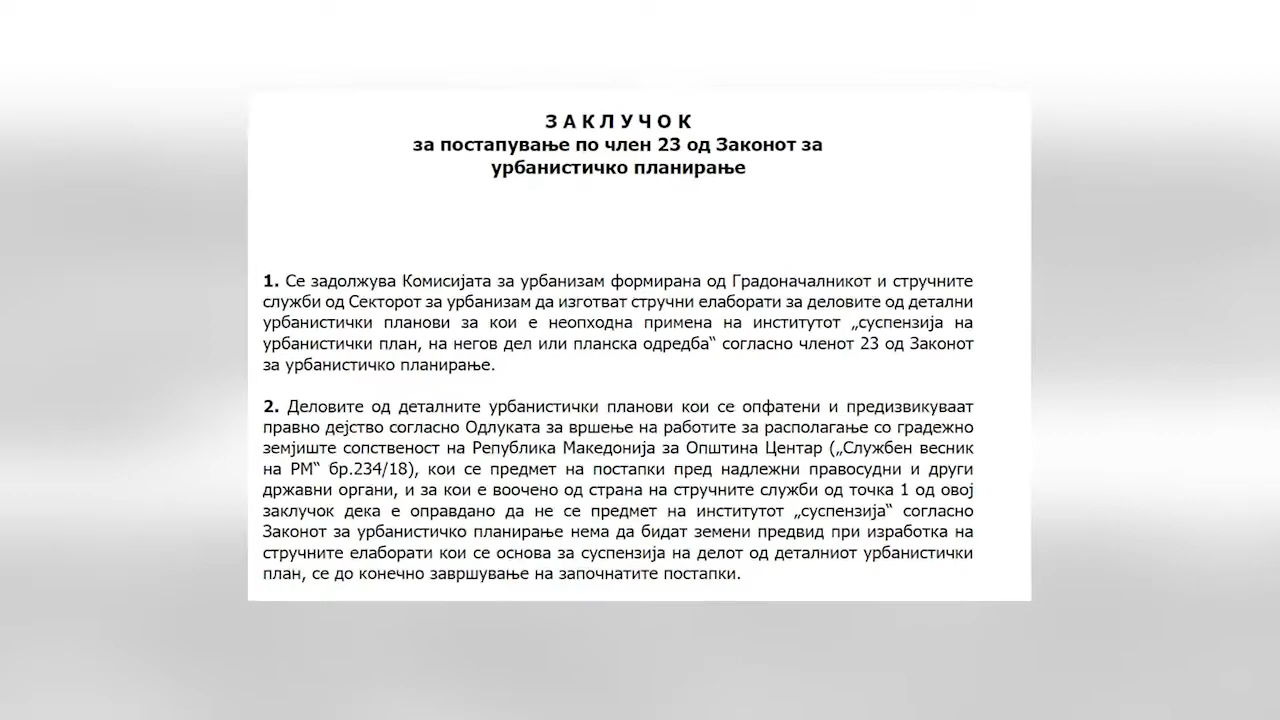 З А К Л У Ч О К
за постапување по член 23 од Законот за
урбанистичко планирање
1. Се задолжува Комисијата за урбанизам формирана од Градоначалникот и стручните
служби од Секторот за урбанизам да изготват стручни елаборати за деловите од детални
урбанистички планови за кои е неопходна примена на институтот „суспензија на
урбанистички план, на негов дел или планска одредба“ согласно членот 23 од Законот
за урбанистичко планирање.
2. Деловите од деталните урбанистички планови кои се опфатени и предизвикуваат
правно дејство согласно Одлуката за вршење на работите за располагање со градежно
земјиште сопственост на Република Македонија за Општина Центар („Службен весник
на РМ“ бр.234/18), кои се предмет на постапки пред надлежни правосудни и други
државни органи, и за кои е воочено од страна на стручните служби од точка 1 од овој
заклучок дека е оправдано да не се предмет на институтот „суспензија“ согласно
Законот за урбанистичко планирање нема да бидат земени предвид при изработка на
стручните елаборати кои се основа за суспензија на делот од деталниот урбанистички
план, се до конечно завршување на започнатите постапки.